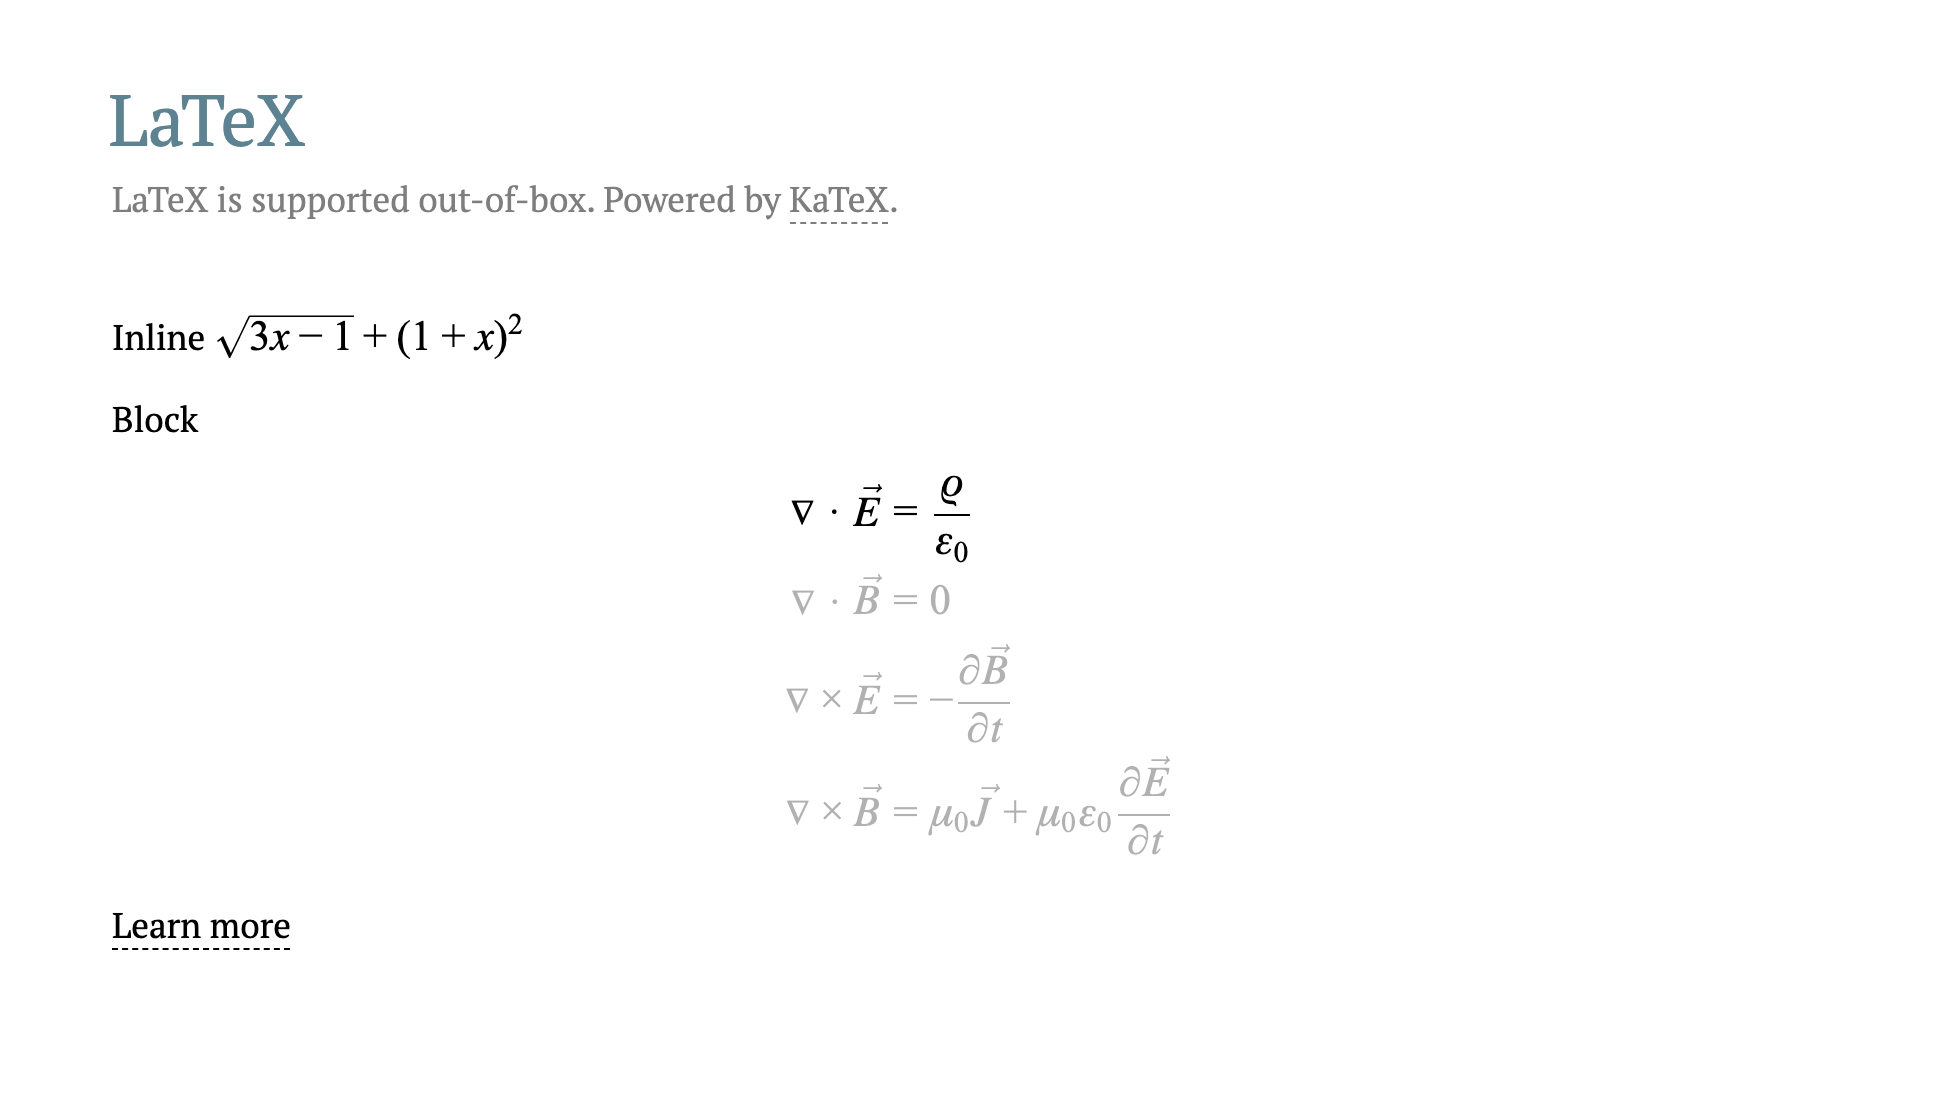 LaTeX
LaTeX is supported out-of-box. Powered by KaTeX.
Inline $\sqrt{3x-1}+(1+x)^2$
Block
$\nabla \cdot \vec{E} = \frac{\varrho}{\varepsilon_0}$
$\nabla \cdot \vec{B} = 0$
$\nabla \times \vec{E} = -\frac{\partial\vec{B}}{\partial t}$
$\nabla \times \vec{B} = \mu_0\vec{J} + \mu_0\varepsilon_0\frac{\partial\vec{E}}{\partial t}$
Learn more